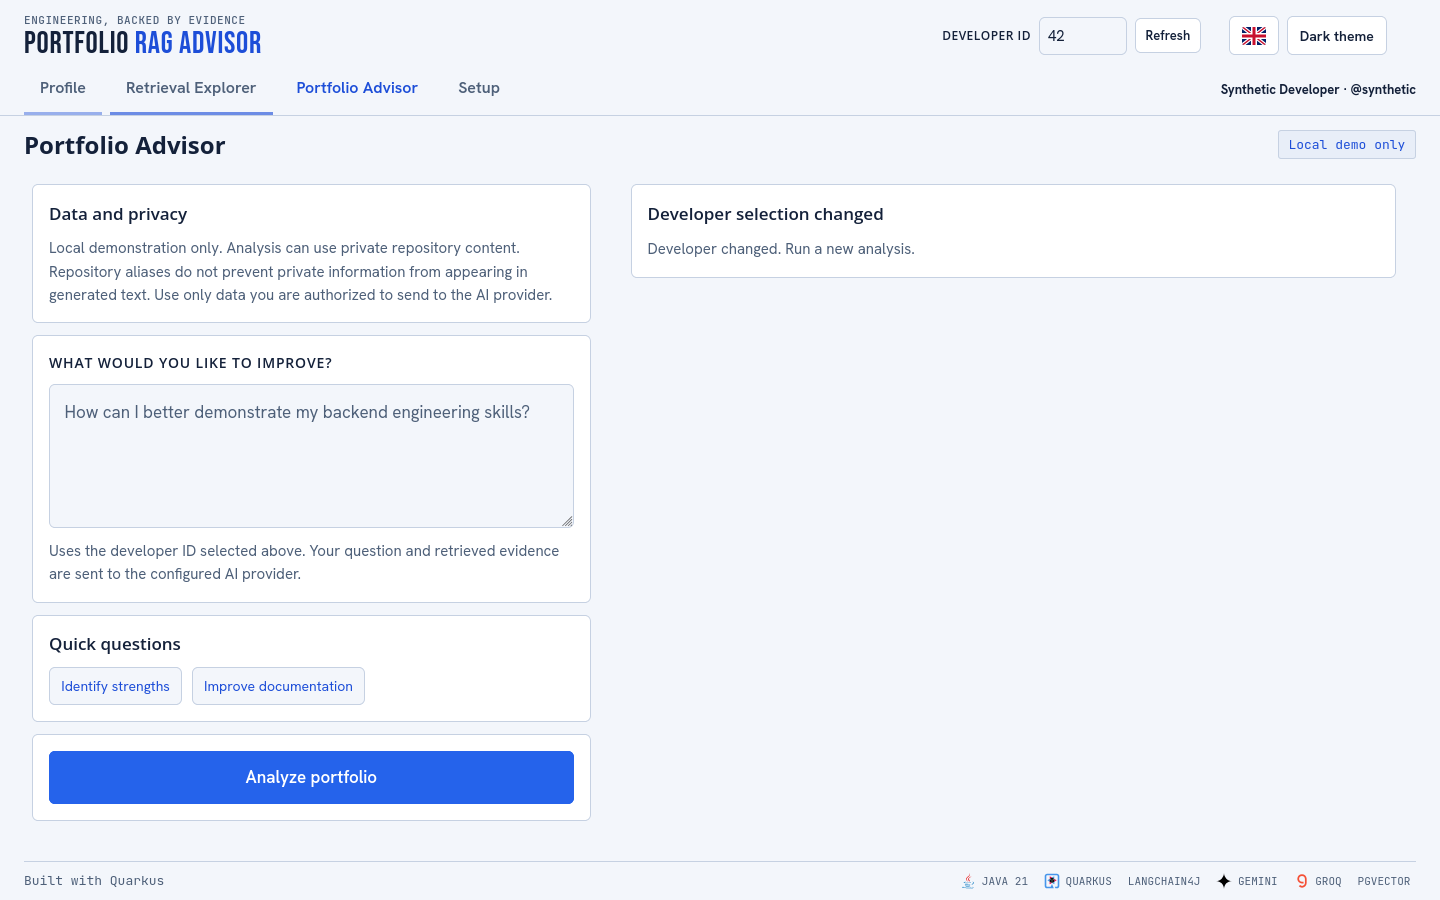 ENGINEERING, BACKED BY EVIDENCE
PORTFOLIO RAG ADVISOR
DEVELOPER ID
42
Refresh
Dark theme
Profile
Retrieval Explorer
Portfolio Advisor
Setup
Synthetic Developer · @synthetic
Portfolio Advisor
Local demo only
Data and privacy
Local demonstration only. Analysis can use private repository content.
Repository aliases do not prevent private information from appearing in
generated text. Use only data you are authorized to send to the AI provider.
Developer selection changed
Developer changed. Run a new analysis.
WHAT WOULD YOU LIKE TO IMPROVE?
How can I better demonstrate my backend engineering skills?
Uses the developer ID selected above. Your question and retrieved evidence
are sent to the configured AI provider.
Quick questions
Identify strengths
Improve documentation
Analyze portfolio
Built with Quarkus
JAVA 21
QUARKUS
LANGCHAIN4J
GEMINI
GROQ
PGVECTOR